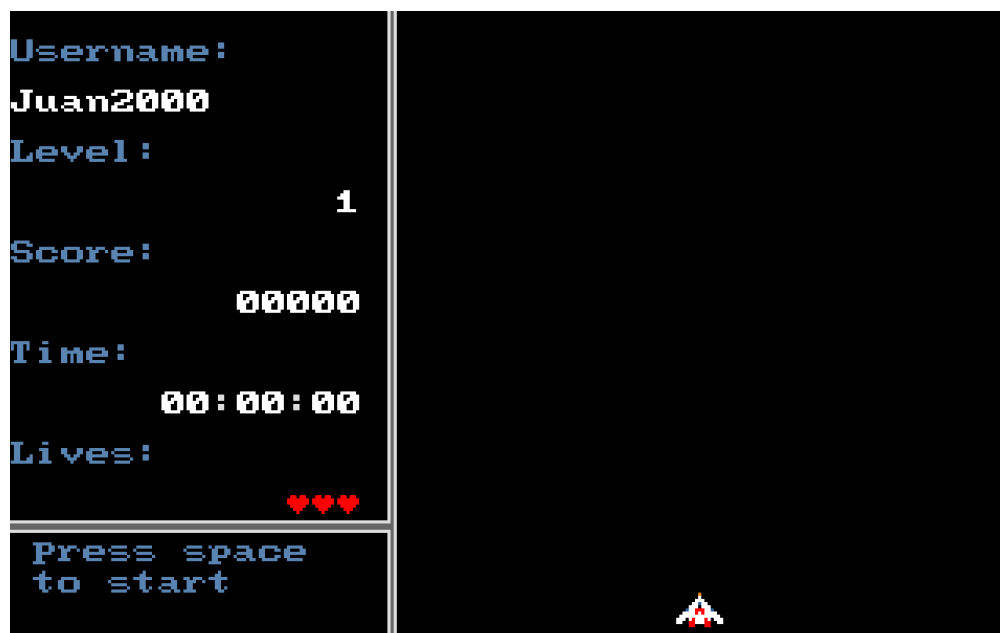 Username:
Juan2000
Level:
1
Score:
00000
Time:
00:00:00
Lives:
Press space
to start